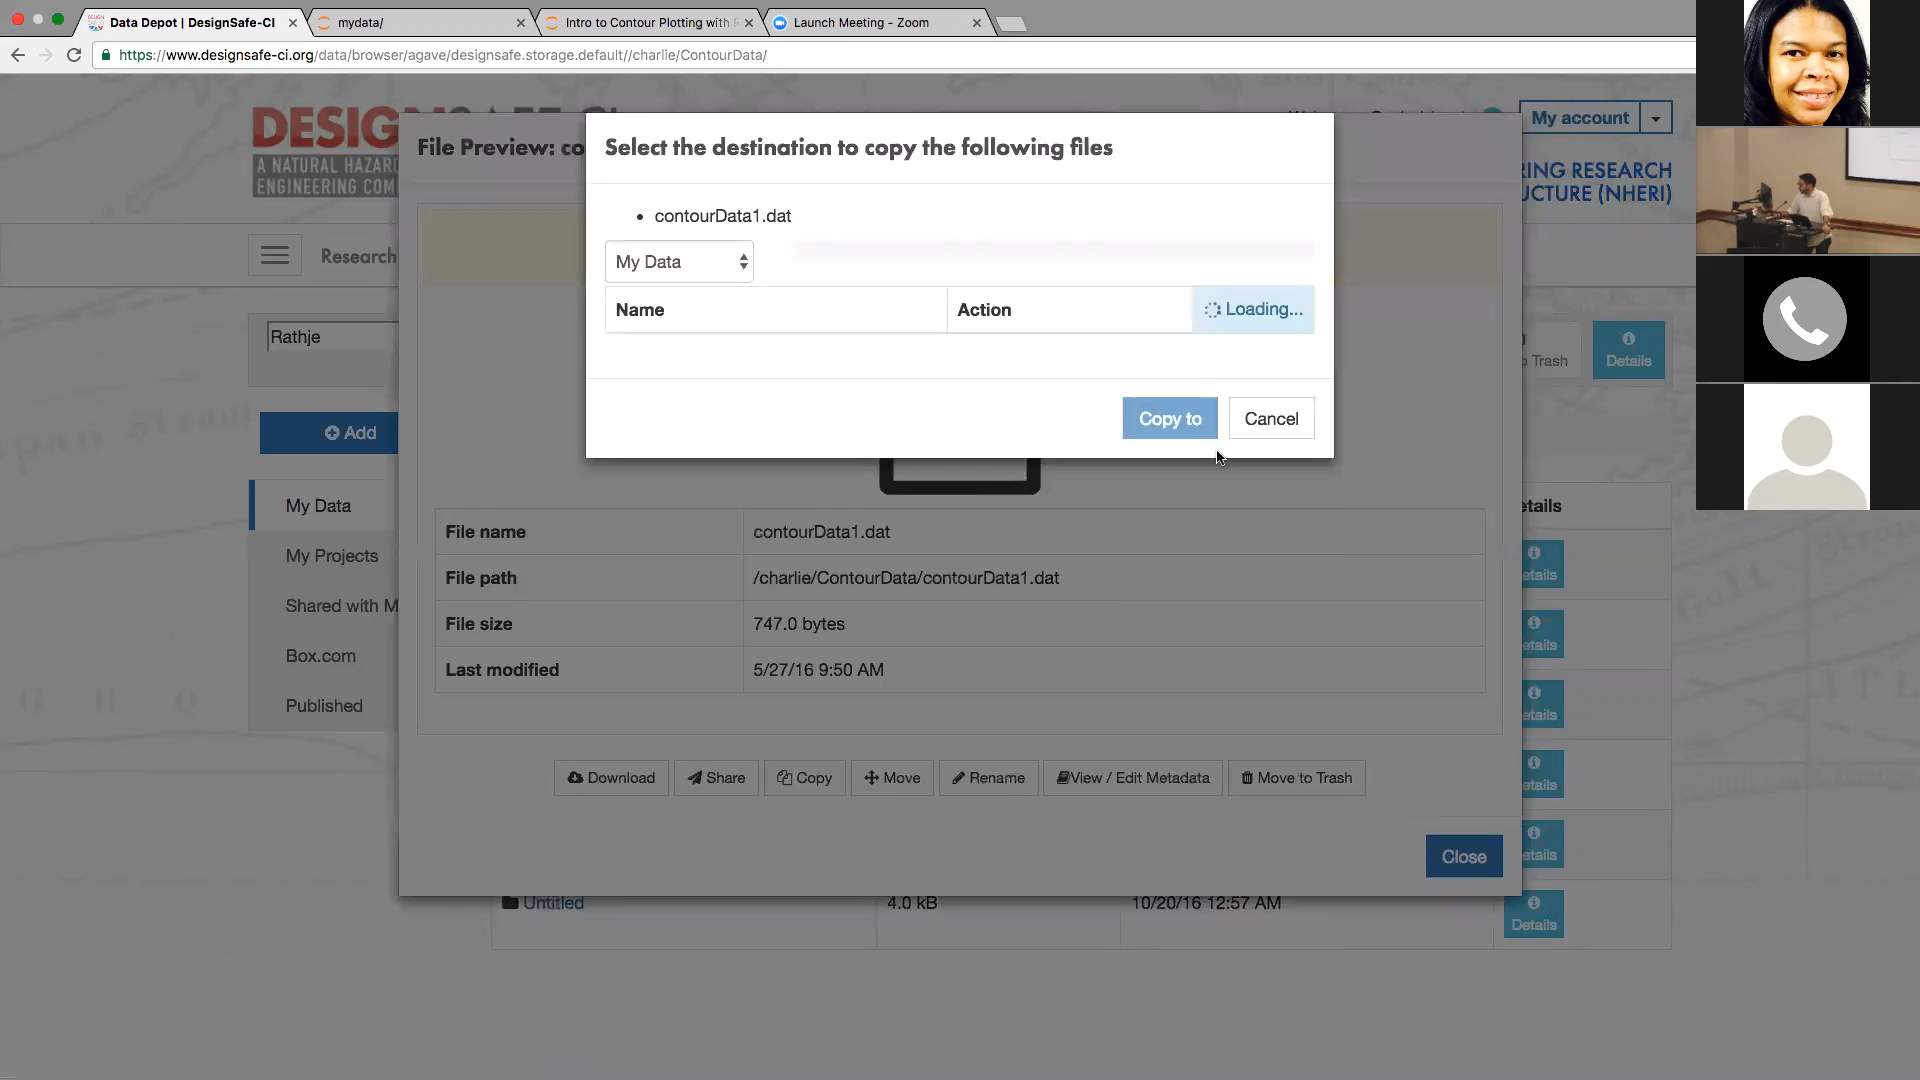 Data Depot | DesignSafe-CI
mydata/
Intro to Contour Plotting with
Launch Meeting - Zoom
https://www.designsafe-ci.org/data/browser/agave/designsafe.storage.default//charlie/ContourData/
DESIG
A NATURAL HAZAR
ENGINEERING COM
My account
RING RESEARCH
UCTURE (NHERI)
File Preview: co
Select the destination to copy the following files
contourData1.dat
My Data
Name
Action
Loading...
Copy to
Cancel
Research
Rathje
o Trash
Details
Add
My Data
My Projects
Shared with M
Box.com
Published
File name
contourData1.dat
File path
/charlie/ContourData/contourData1.dat
File size
747.0 bytes
Last modified
5/27/16 9:50 AM
etails
etails
etails
etails
etails
etails
Download
Share
Copy
Move
Rename
View / Edit Metadata
Move to Trash
Close
Untitled
4.0 kB
10/20/16 12:57 AM
Details